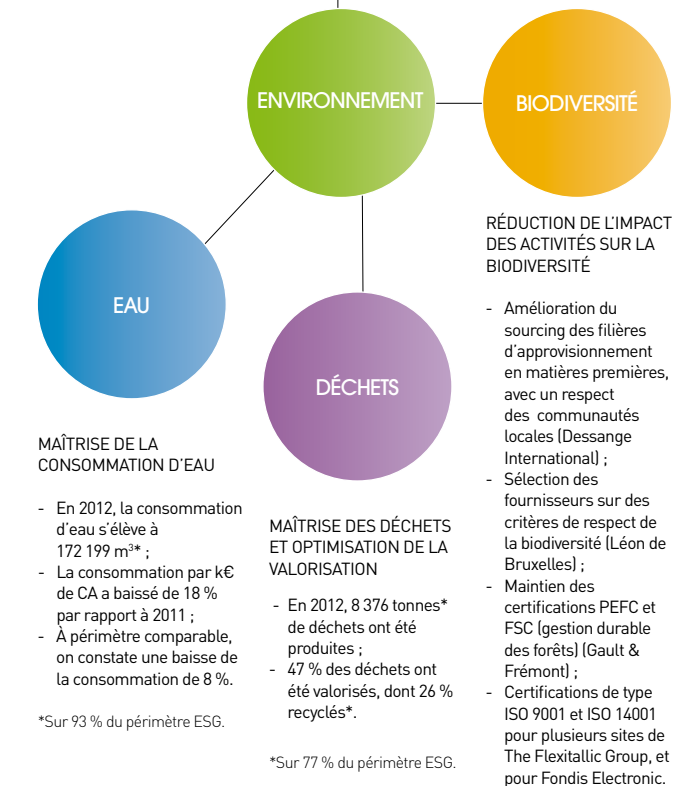 ENVIRONNEMENT
BIODIVERSITÉ
EAU
DÉCHETS
MAÎTRISE DE LA
CONSOMMATION D'EAU
- En 2012, la consommation
d'eau s'élève à
172 199 m³* ;
- La consommation par k€
de CA a baissé de 18 %
par rapport à 2011 ;
- À périmètre comparable,
on constate une baisse de
la consommation de 8 %.
*Sur 93 % du périmètre ESG.
MAÎTRISE DES DÉCHETS
ET OPTIMISATION DE LA
VALORISATION
- En 2012, 8 376 tonnes*
de déchets ont été
produites ;
- 47 % des déchets ont
été valorisés, dont 26 %
recyclés*.
*Sur 77 % du périmètre ESG.
RÉDUCTION DE L'IMPACT
DES ACTIVITÉS SUR LA
BIODIVERSITÉ
- Amélioration du
sourcing des filières
d'approvisionnement
en matières premières,
avec un respect
des communautés
locales (Dessange
International) ;
- Sélection des
fournisseurs sur des
critères de respect de
la biodiversité (Léon de
Bruxelles) ;
- Maintien des
certifications PEFC et
FSC (gestion durable
des forêts) (Gault &
Frémont) ;
- Certifications de type
ISO 9001 et ISO 14001
pour plusieurs sites de
The Flexitallic Group, et
pour Fondis Electronic.